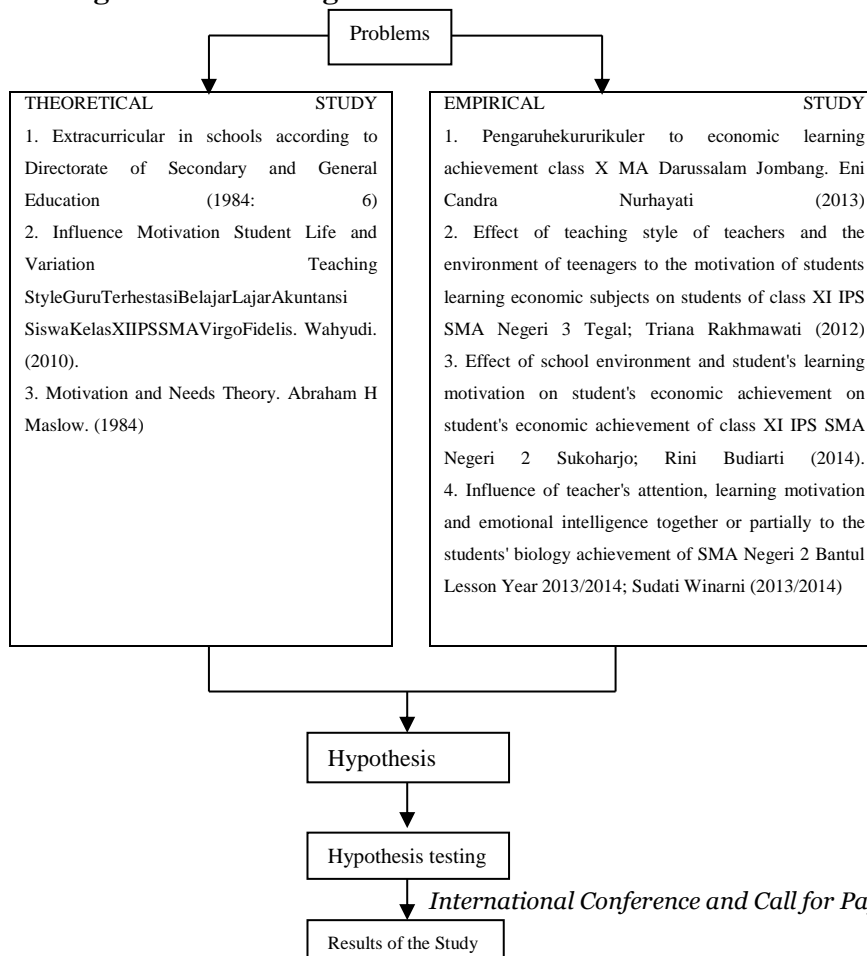 Problems
THEORETICAL STUDY
1. Extracurricular in schools according to
Directorate of Secondary and General
Education (1984: 6)
2. Influence Motivation Student Life and
Variation Teaching
StyleGuruTerhestasiBelajarLajarAkuntansi
SiswaKelasXIIPSSMAVirgoFidelis. Wahyudi.
(2010).
3. Motivation and Needs Theory. Abraham H
Maslow. (1984)
EMPIRICAL STUDY
1. Pengaruhekururikuler to economic learning
achievement class X MA Darussalam Jombang. Eni
Candra Nurhayati (2013)
2. Effect of teaching style of teachers and the
environment of teenagers to the motivation of students
learning economic subjects on students of class XI IPS
SMA Negeri 3 Tegal; Triana Rakhmawati (2012)
3. Effect of school environment and student's learning
motivation on student's economic achievement on
student's economic achievement of class XI IPS SMA
Negeri 2 Sukoharjo; Rini Budiarti (2014).
4. Influence of teacher's attention, learning motivation
and emotional intelligence together or partially to the
students' biology achievement of SMA Negeri 2 Bantul
Lesson Year 2013/2014; Sudati Winarni (2013/2014)
Hypothesis
Hypothesis testing
International Conference and Call for
Results of the Study